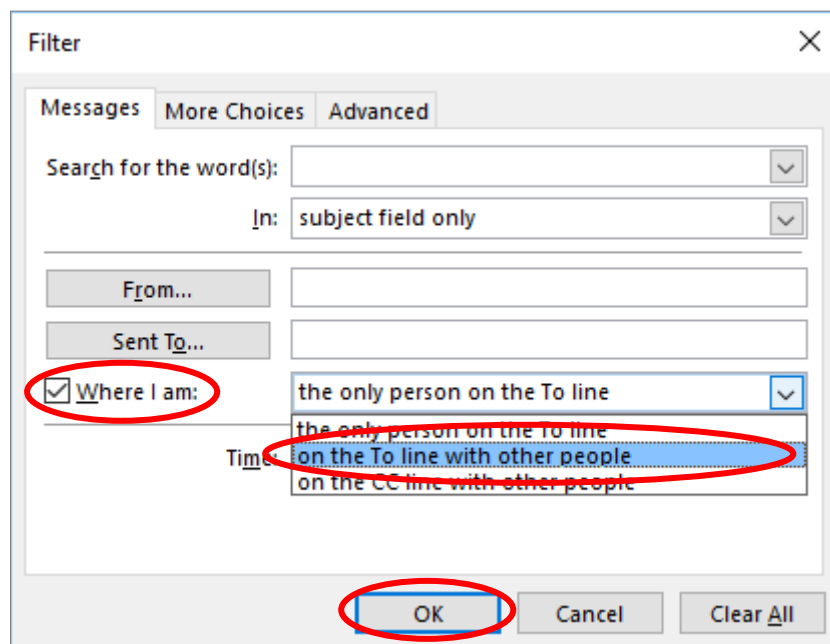 Filter
Messages More Choices Advanced
Search for the word(s):
In: subject field only
From...
Sent To...
Where I am: the only person on the To line
the only person on the To line
Time: on the To line with other people
on the CC line with other people
OK Cancel Clear All